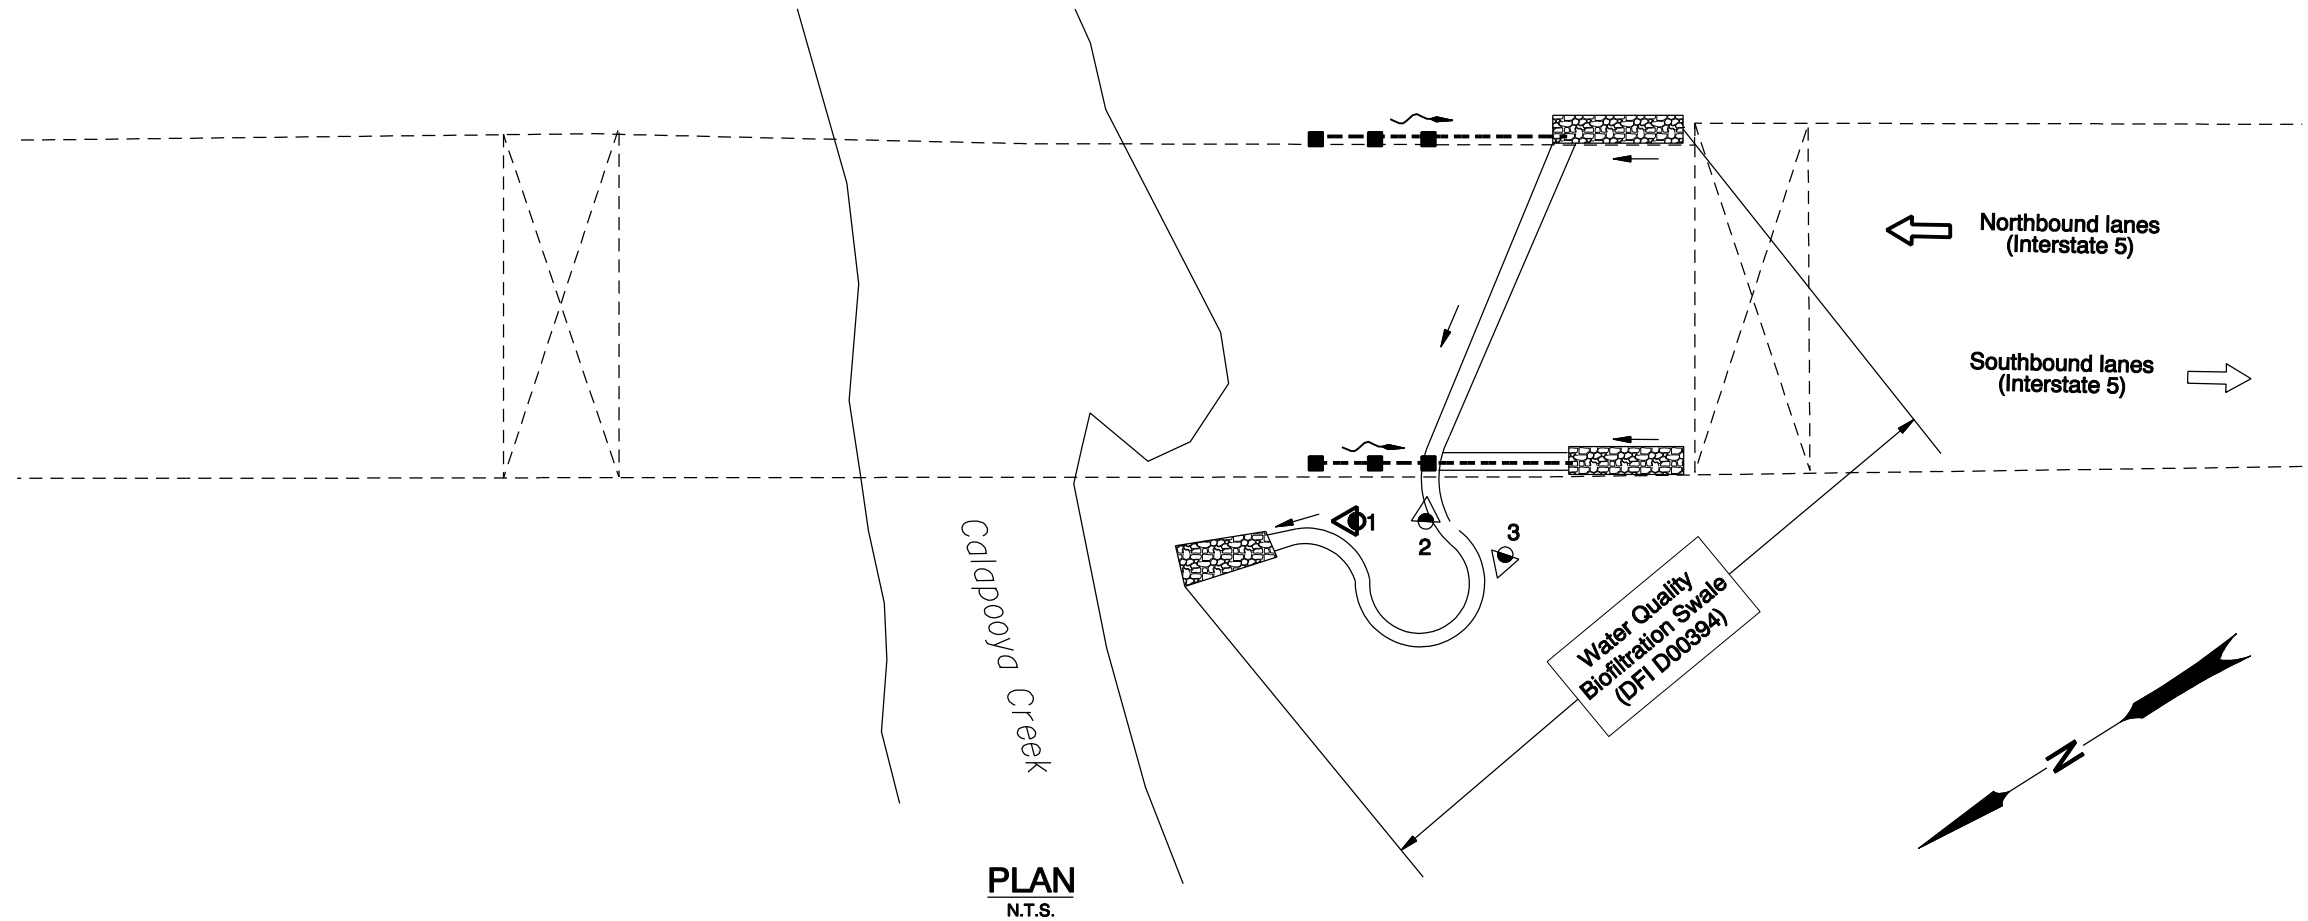 Northbound lanes
(Interstate 5)
Southbound lanes
(Interstate 5)
1
2
3
Calapooya Creek
Water Quality
Biofiltration Swale
(DFI D00394)
N
PLAN
N.T.S.